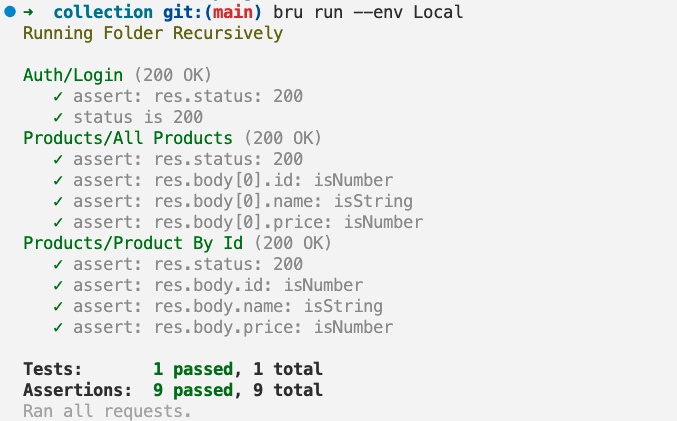 ➜ collection git:(main) bru run --env Local
Running Folder Recursively
Auth/Login (200 OK)
✓ assert: res.status: 200
✓ status is 200
Products/All Products (200 OK)
✓ assert: res.status: 200
✓ assert: res.body[0].id: isNumber
✓ assert: res.body[0].name: isString
✓ assert: res.body[0].price: isNumber
Products/Product By Id (200 OK)
✓ assert: res.status: 200
✓ assert: res.body.id: isNumber
✓ assert: res.body.name: isString
✓ assert: res.body.price: isNumber
Tests: 1 passed, 1 total
Assertions: 9 passed, 9 total
Ran all requests.